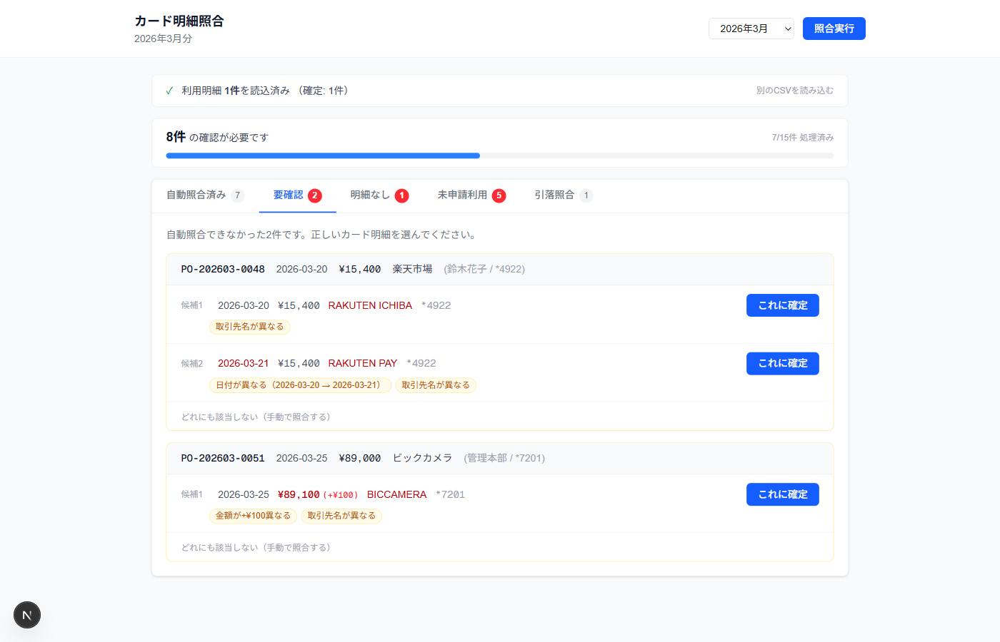 カード明細照合
2026年3月分
2026年3月
照合実行
✓ 利用明細 1件を読込済み （確定: 1件）
別のCSVを読み込む
8件 の確認が必要です
7/15件 処理済み
自動照合済み 7
要確認 2
明細なし 1
未申請利用 5
引落照合 1
自動照合できなかった2件です。正しいカード明細を選んでください。
PO-202603-0048 2026-03-20 ¥15,400 楽天市場 (鈴木花子 / *4922)
候補1 2026-03-20 ¥15,400 RAKUTEN ICHIBA *4922
これに確定
取引先名が異なる
候補2 2026-03-21 ¥15,400 RAKUTEN PAY *4922
これに確定
日付が異なる（2026-03-20 → 2026-03-21） 取引先名が異なる
どれにも該当しない（手動で照合する）
PO-202603-0051 2026-03-25 ¥89,000 ビックカメラ (管理本部 / *7201)
候補1 2026-03-25 ¥89,100 (+¥100) BICCAMERA *7201
これに確定
金額が+¥100異なる 取引先名が異なる
どれにも該当しない（手動で照合する）
N